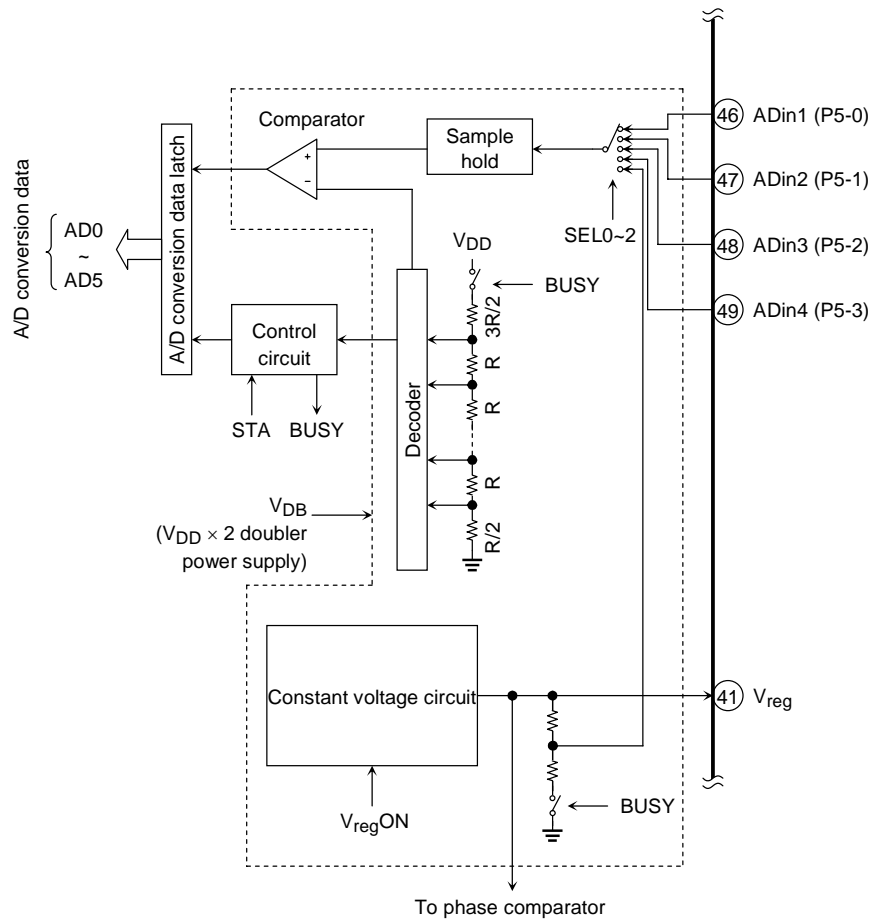 46 ADin1 (P5-0)
Comparator
Sample
hold
+
−
47 ADin2 (P5-1)
SEL0~2
48 ADin3 (P5-2)
VDD
BUSY
49 ADin4 (P5-3)
A/D conversion data
AD0
~
AD5
A/D conversion data latch
Control
circuit
STA BUSY
Decoder
3R/2
R
R
R
R/2
VDB
(VDD × 2 doubler
power supply)
Constant voltage circuit
41 Vreg
VregON
BUSY
To phase comparator